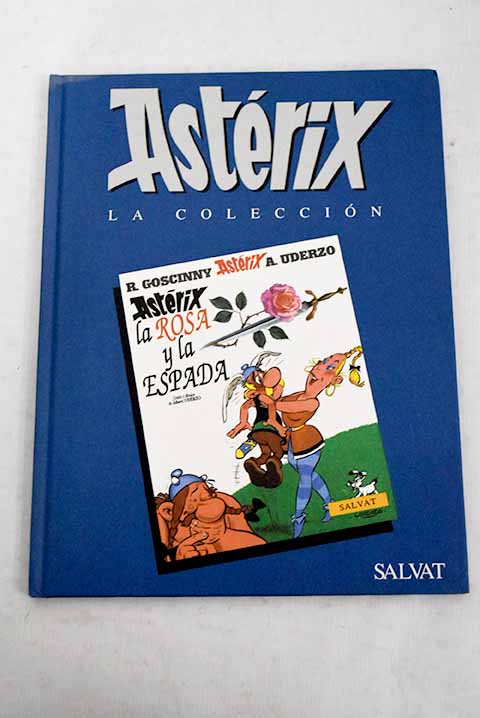 Astérix
LA COLECCIÓN
R. GOSCINNY Astérix A. UDERZO
Astérix
la ROSA
y la
ESPADA
SALVAT
SALVAT